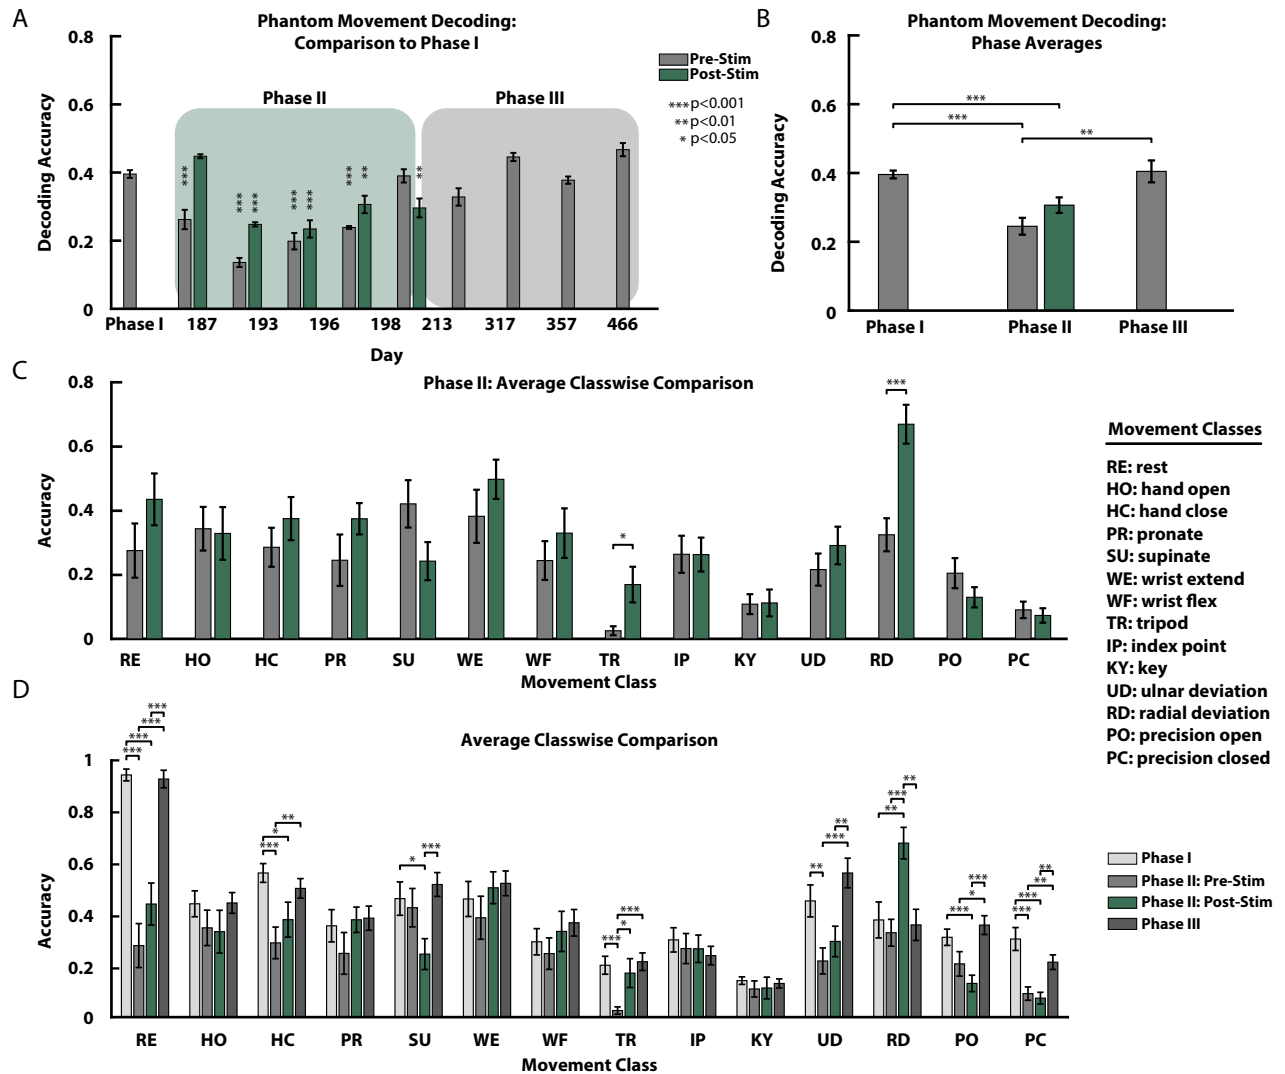 A
Phantom Movement Decoding:
Comparison to Phase I
Decoding Accuracy
0.8
0.6
0.4
0.2
0
Phase II
Phase III
Pre-Stim
Post-Stim
***p<0.001
**p<0.01
*p<0.05
***
***
***
***
***
***
**
**
Phase I
187
193
196
198
213
317
357
466
Day
B
Phantom Movement Decoding:
Phase Averages
Decoding Accuracy
0.8
0.6
0.4
0.2
0
***
***
**
Phase I
Phase II
Phase III
C
Phase II: Average Classwise Comparison
Accuracy
0.8
0.6
0.4
0.2
0
*
***
RE HO HC PR SU WE WF TR IP KY UD RD PO PC
Movement Class
Movement Classes
RE: rest
HO: hand open
HC: hand close
PR: pronate
SU: supinate
WE: wrist extend
WF: wrist flex
TR: tripod
IP: index point
KY: key
UD: ulnar deviation
RD: radial deviation
PO: precision open
PC: precision closed
D
Average Classwise Comparison
Accuracy
1
0.8
0.6
0.4
0.2
0
***
***
***
***
**
*
***
***
*
***
*
***
**
***
**
**
***
**
***
*
***
**
**
***
***
RE HO HC PR SU WE WF TR IP KY UD RD PO PC
Movement Class
Phase I
Phase II: Pre-Stim
Phase II: Post-Stim
Phase III